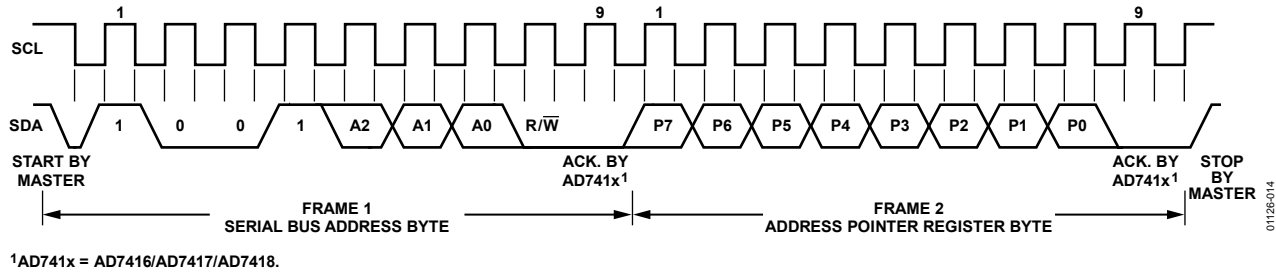 1 9 1 9
SCL
SDA 1 0 0 1 A2 A1 A0 R/W̅ P7 P6 P5 P4 P3 P2 P1 P0
START BY MASTER
ACK. BY AD741x¹
ACK. BY AD741x¹
STOP BY MASTER
FRAME 1
SERIAL BUS ADDRESS BYTE
FRAME 2
ADDRESS POINTER REGISTER BYTE
01126-014
¹AD741x = AD7416/AD7417/AD7418.